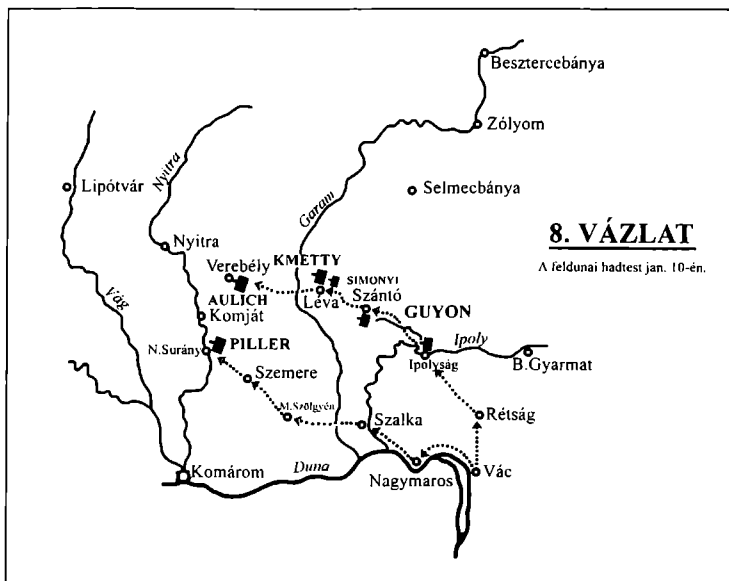 Besztercebánya
Zólyom
Lipótvár
Nyitra
Garam
Selmecbánya
8. VÁZLAT
A feldunai hadtest jan. 10-én.
Nyitra
Verebély
KMETTY
SIMONYI
Léva
Szántó
GUYON
AULICH
Komját
Vág
PILLER
N.Surány
Ipoly
Ipolyság
B.Gyarmat
Szemere
M.Szölgyén
Szalka
Rétság
Komárom
Duna
Nagymaros
Vác